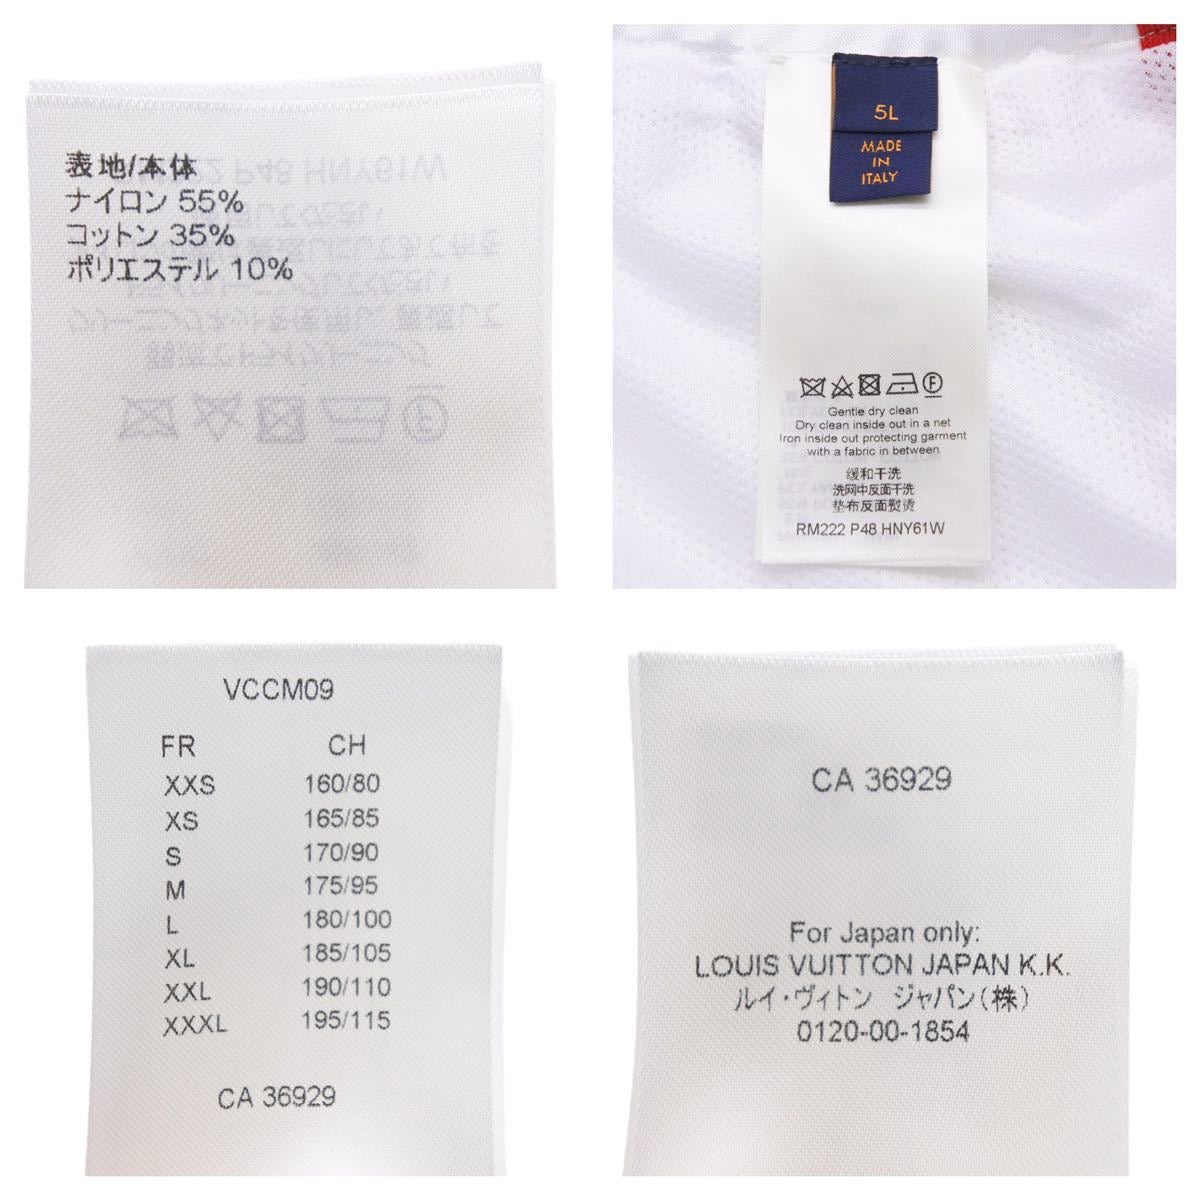 表地/本体
ナイロン 55%
コットン 35%
ポリエステル 10%
5L
MADE
IN
ITALY
Gentle dry clean
Dry clean inside out in a net
Iron inside out protecting garment
with a fabric in between
缓和干洗
洗网中反面干洗
垫布反面熨烫
RM222 P48 HNY61W
VCCM09
FR CH
XXS 160/80
XS 165/85
S 170/90
M 175/95
L 180/100
XL 185/105
XXL 190/110
XXXL 195/115
CA 36929
CA 36929
For Japan only:
LOUIS VUITTON JAPAN K.K.
ルイ・ヴィトン ジャパン(株)
0120-00-1854